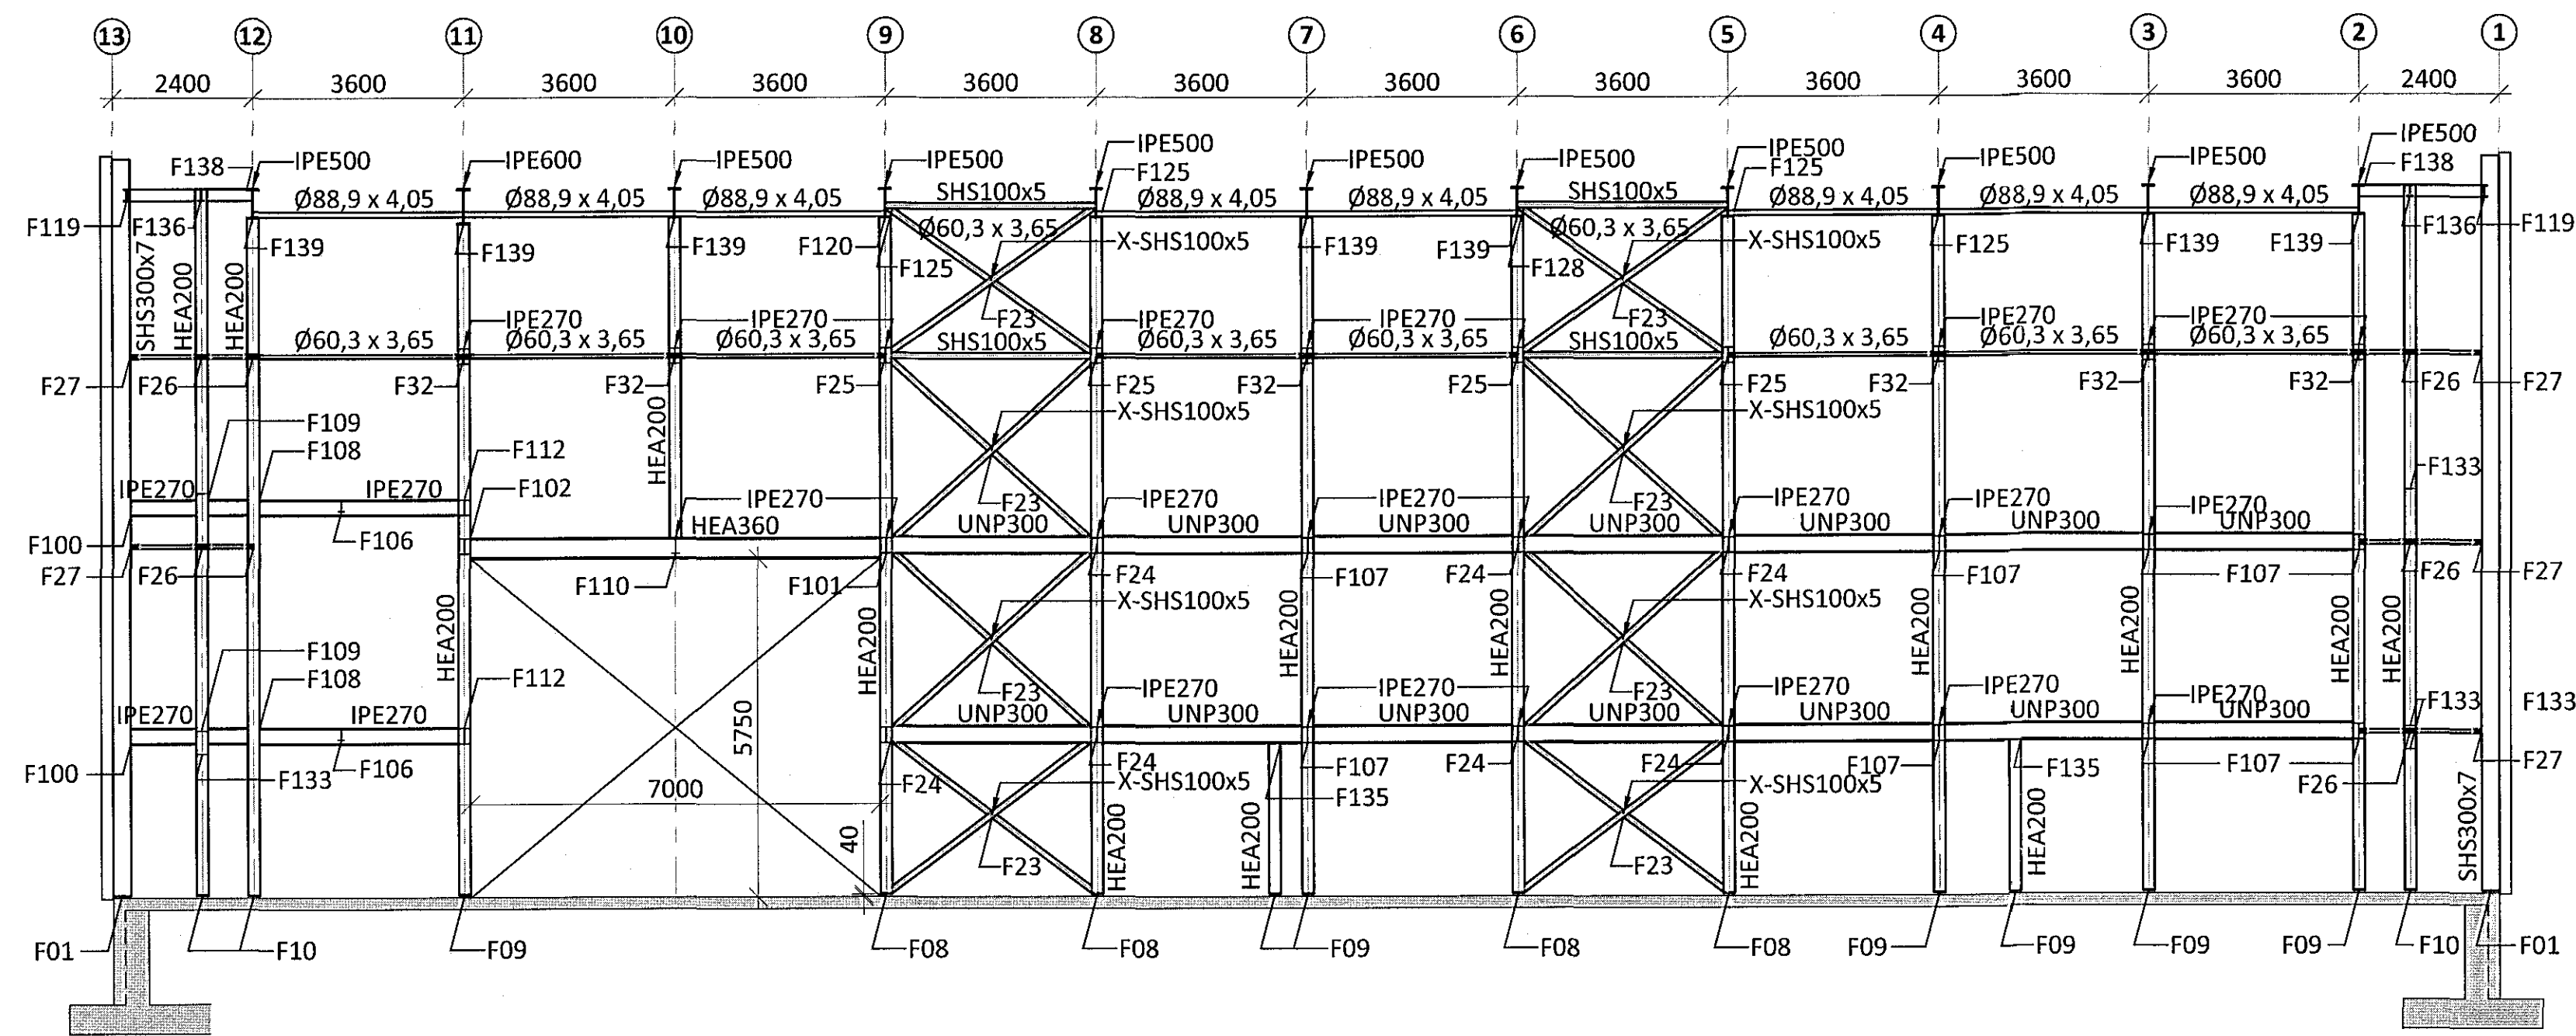 13 12 11 10 9 8 7 6 5 4 3 2 1
2400 3600 3600 3600 3600 3600 3600 3600 3600 3600 3600 2400
IPE500 IPE500 IPE500
F138 IPE500 IPE600 IPE500 IPE500 F125 IPE500 IPE500 F125 IPE500 IPE500 F138
SHS100x5 SHS100x5
Ø88,9 x 4,05 Ø88,9 x 4,05 Ø88,9 x 4,05 Ø88,9 x 4,05 Ø88,9 x 4,05 Ø88,9 x 4,05 Ø88,9 x 4,05 Ø88,9 x 4,05
F119 F136 Ø60,3 x 3,65 Ø60,3 x 3,65 F136 F119
F139 F139 F139 F120 X-SHS100x5 F139 F139 X-SHS100x5 F125 F139 F139
F125 F128
SHS300x7 HEA200 HEA200
IPE270 IPE270 F23 IPE270 IPE270 F23 IPE270 IPE270
Ø60,3 x 3,65 Ø60,3 x 3,65 Ø60,3 x 3,65 SHS100x5 Ø60,3 x 3,65 Ø60,3 x 3,65 SHS100x5 Ø60,3 x 3,65 Ø60,3 x 3,65 Ø60,3 x 3,65
F27 F26 F32 F32 F25 F25 F32 F25 F25 F32 F32 F32 F26 F27
F109 X-SHS100x5 X-SHS100x5
HEA200
F108 F112 F133
IPE270 IPE270 F102 IPE270 F23 IPE270 IPE270 F23 IPE270 IPE270 IPE270
HEA360 UNP300 UNP300 UNP300 UNP300 UNP300 UNP300 UNP300
F100 F106
F27 F26 F110 F101 F24 F107 F24 F24 F107 F107 F26 F27
X-SHS100x5 X-SHS100x5
HEA200 HEA200 HEA200 HEA200 HEA200 HEA200 HEA200 HEA200
F109
F108 F112 F23 F23
IPE270 IPE270 IPE270 IPE270 IPE270 IPE270 IPE270 F133 F133
UNP300 UNP300 UNP300 UNP300 UNP300 UNP300 UNP300
5750
F100 F106 F24 F107 F24 F24 F107 F135 F107 F27
F133 7000 F24 X-SHS100x5 F135 X-SHS100x5 F26
40 HEA200 HEA200 HEA200 HEA200 SHS300x7
F23 F23
F01 F10 F09 F08 F08 F09 F08 F08 F09 F09 F09 F09 F10 F01